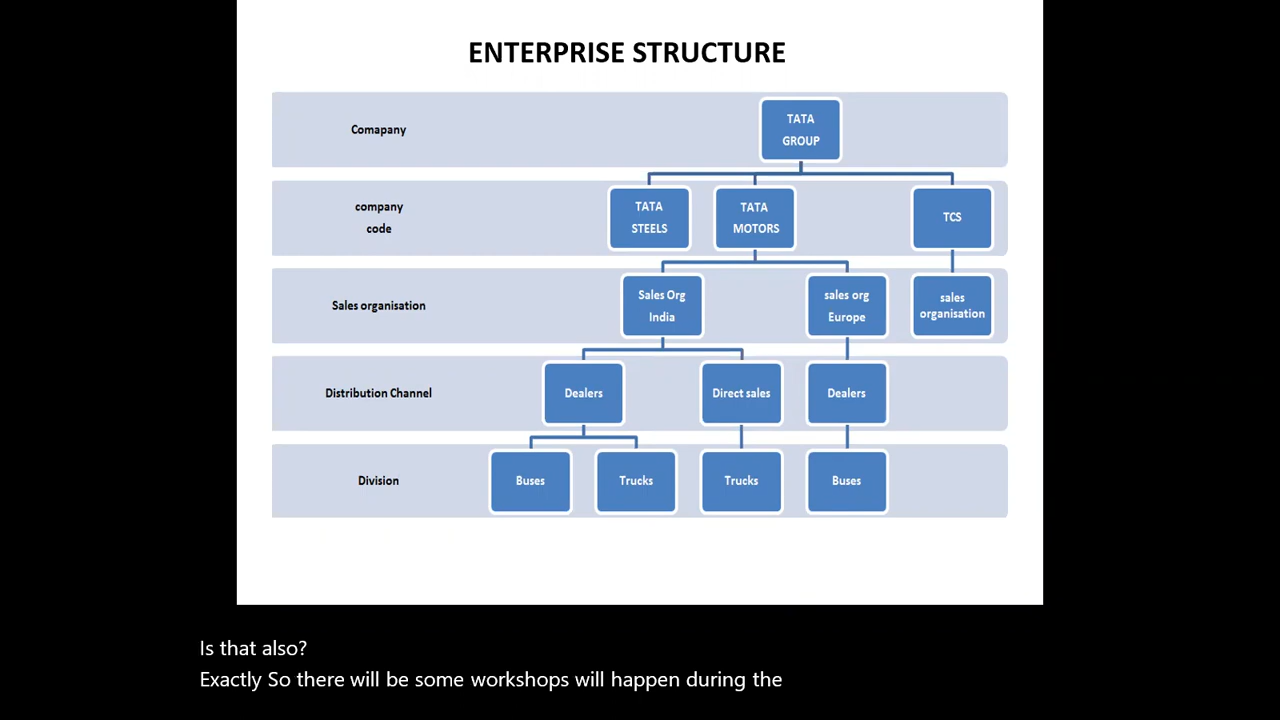 ENTERPRISE STRUCTURE
Comapany
TATA
GROUP
company
code
TATA
STEELS
TATA
MOTORS
TCS
Sales organisation
Sales Org
India
sales org
Europe
sales
organisation
Distribution Channel
Dealers
Direct sales
Dealers
Division
Buses
Trucks
Trucks
Buses
Is that also?
Exactly So there will be some workshops will happen during the